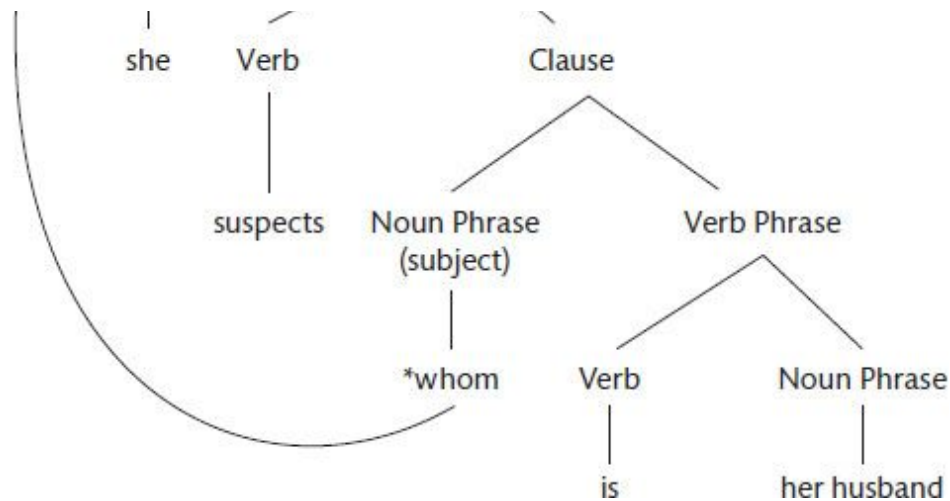 she Verb Clause
suspects Noun Phrase Verb Phrase
(subject)
*whom Verb Noun Phrase
is her husband